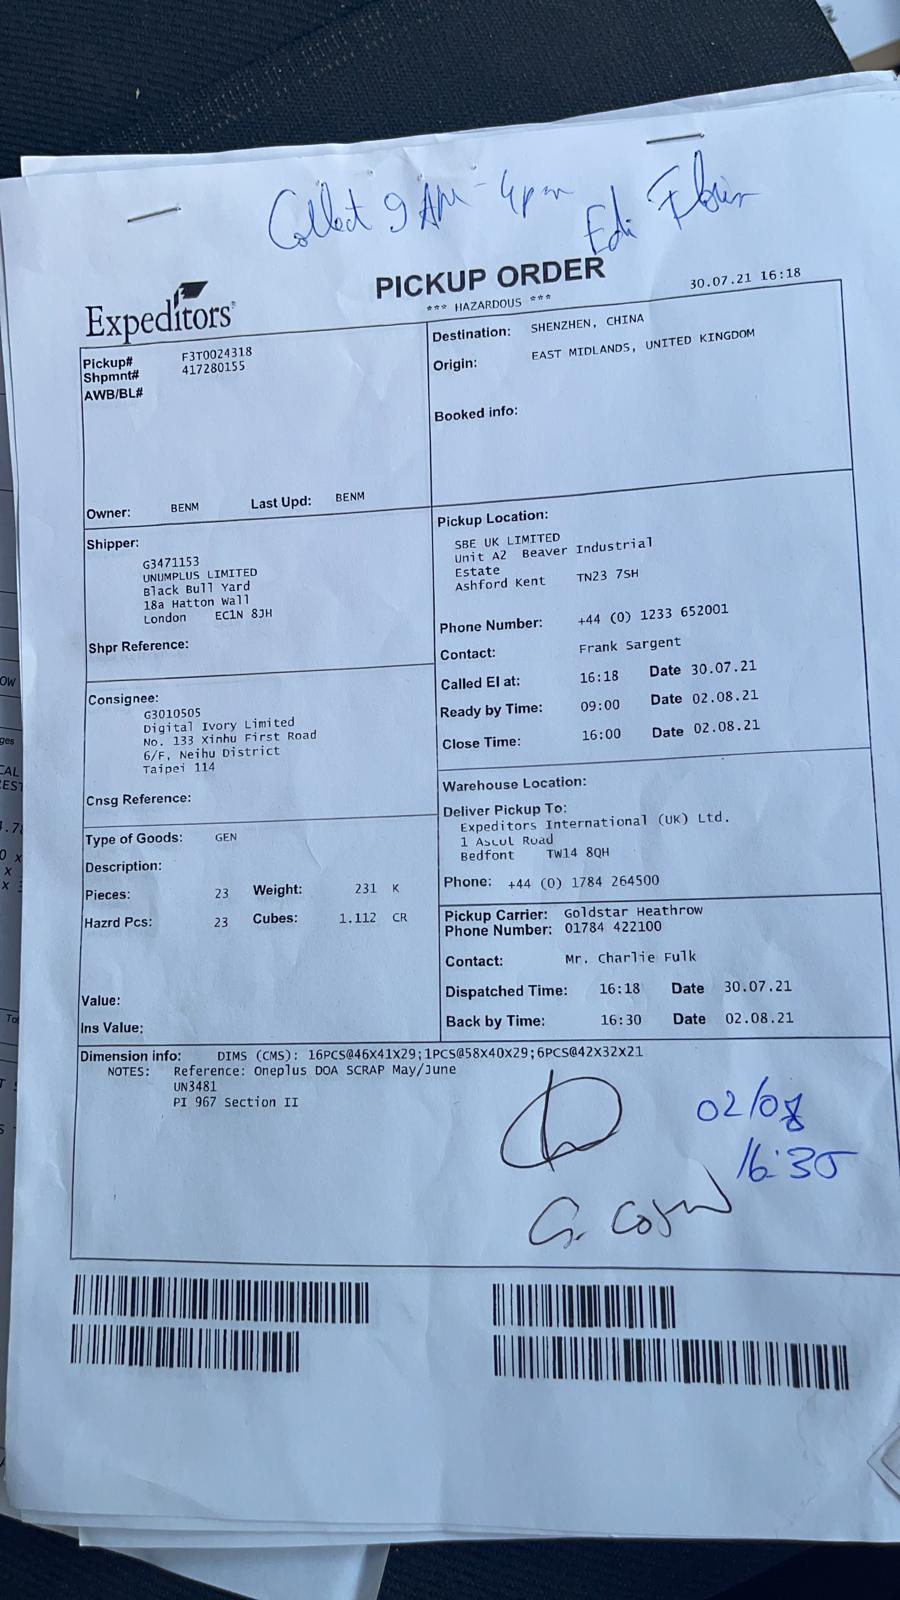 Collect 9 AM - 4pm
Edi
PICKUP ORDER
*** HAZARDOUS ***
30.07.21 16:18
Expeditors
Pickup# F3T0024318
Shpmnt# 417280155
AWB/BL#
Owner: BENM Last Upd: BENM
Destination: SHENZHEN, CHINA
Origin: EAST MIDLANDS, UNITED KINGDOM
Booked info:
Shipper:
G3471153
UNUMPLUS LIMITED
Black Bull Yard
18a Hatton Wall
London EC1N 8JH
Shpr Reference:
Pickup Location:
SBE UK LIMITED
Unit A2 Beaver Industrial
Estate
Ashford Kent TN23 7SH
Phone Number: +44 (0) 1233 652001
Contact: Frank Sargent
Called EI at: 16:18 Date 30.07.21
Ready by Time: 09:00 Date 02.08.21
Close Time: 16:00 Date 02.08.21
Consignee:
G3010505
Digital Ivory Limited
No. 133 Xinhu First Road
6/F, Neihu District
Taipei 114
Cnsg Reference:
Warehouse Location:
Deliver Pickup To:
Expeditors International (UK) Ltd.
1 Ascot Road
Bedfont TW14 8QH
Phone: +44 (0) 1784 264500
Type of Goods: GEN
Description:
Pieces: 23 Weight: 231 K
Hazrd Pcs: 23 Cubes: 1.112 CR
Value:
Ins Value:
Pickup Carrier: Goldstar Heathrow
Phone Number: 01784 422100
Contact: Mr. Charlie Fulk
Dispatched Time: 16:18 Date 30.07.21
Back by Time: 16:30 Date 02.08.21
Dimension info: DIMS (CMS): 16PCS@46X41X29;1PCS@58X40X29;6PCS@42X32X21
NOTES: Reference: Oneplus DOA SCRAP May/June
UN3481
PI 967 Section II
02/08
16:30